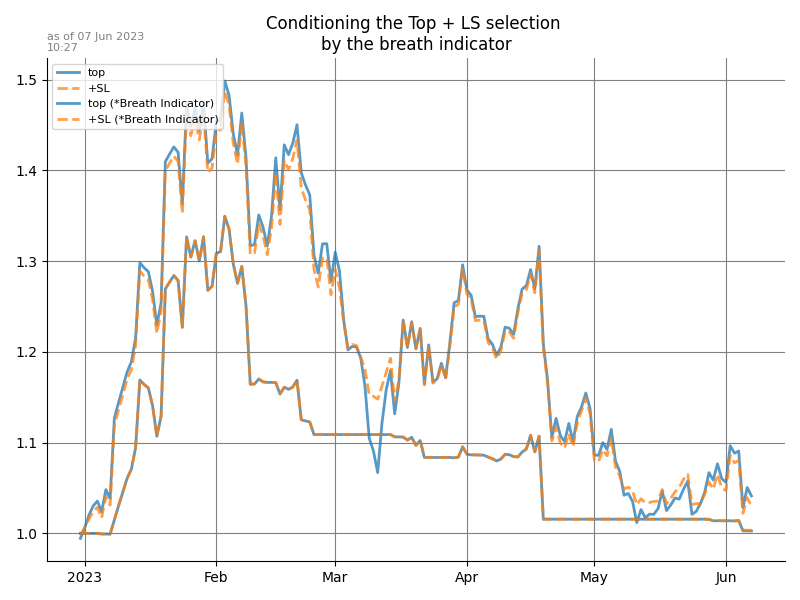 Conditioning the Top + LS selection
by the breath indicator
as of 07 Jun 2023
10:27
top
+SL
top (*Breath Indicator)
+SL (*Breath Indicator)
1.5
1.4
1.3
1.2
1.1
1.0
2023 Feb Mar Apr May Jun